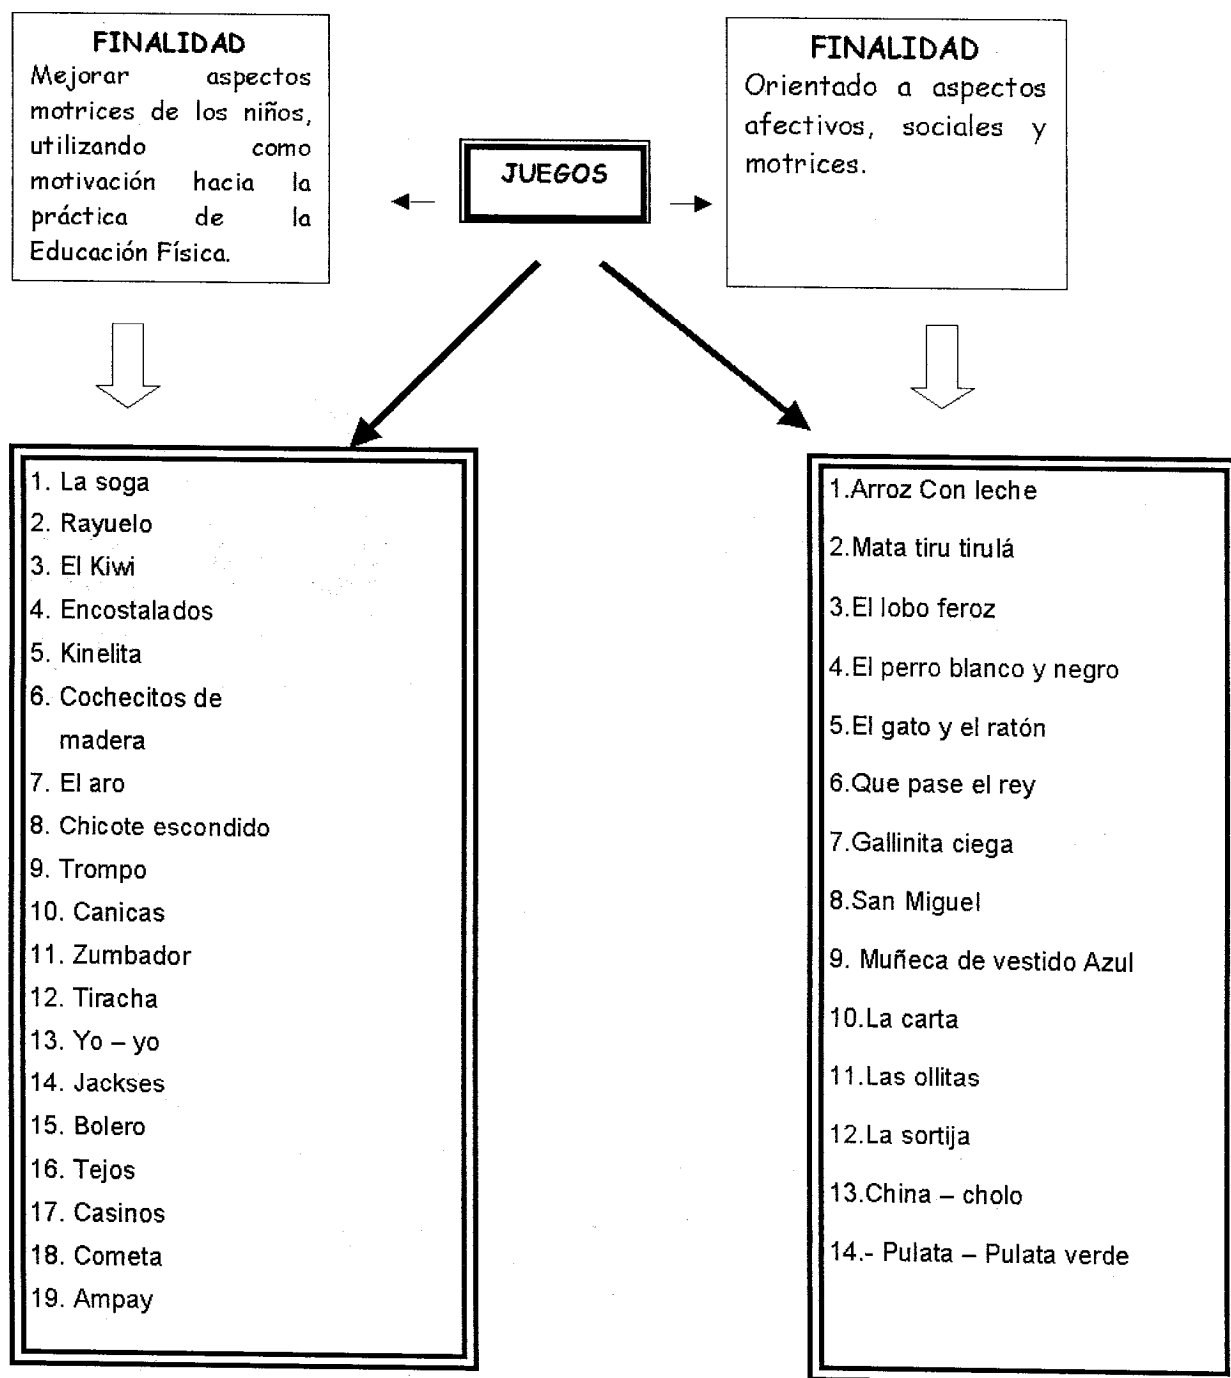 FINALIDAD
Mejorar aspectos
motrices de los niños,
utilizando como
motivación hacia la
práctica de la
Educación Física.
JUEGOS
FINALIDAD
Orientado a aspectos
afectivos, sociales y
motrices.
1. La soga
2. Rayuelo
3. El Kiwi
4. Encostalados
5. Kinelita
6. Cochecitos de
madera
7. El aro
8. Chicote escondido
9. Trompo
10. Canicas
11. Zumbador
12. Tiracha
13. Yo – yo
14. Jackses
15. Bolero
16. Tejos
17. Casinos
18. Cometa
19. Ampay
1.Arroz Con leche
2.Mata tiru tirulá
3.El lobo feroz
4.El perro blanco y negro
5.El gato y el ratón
6.Que pase el rey
7.Gallinita ciega
8.San Miguel
9. Muñeca de vestido Azul
10.La carta
11.Las ollitas
12.La sortija
13.China – cholo
14.- Pulata – Pulata verde